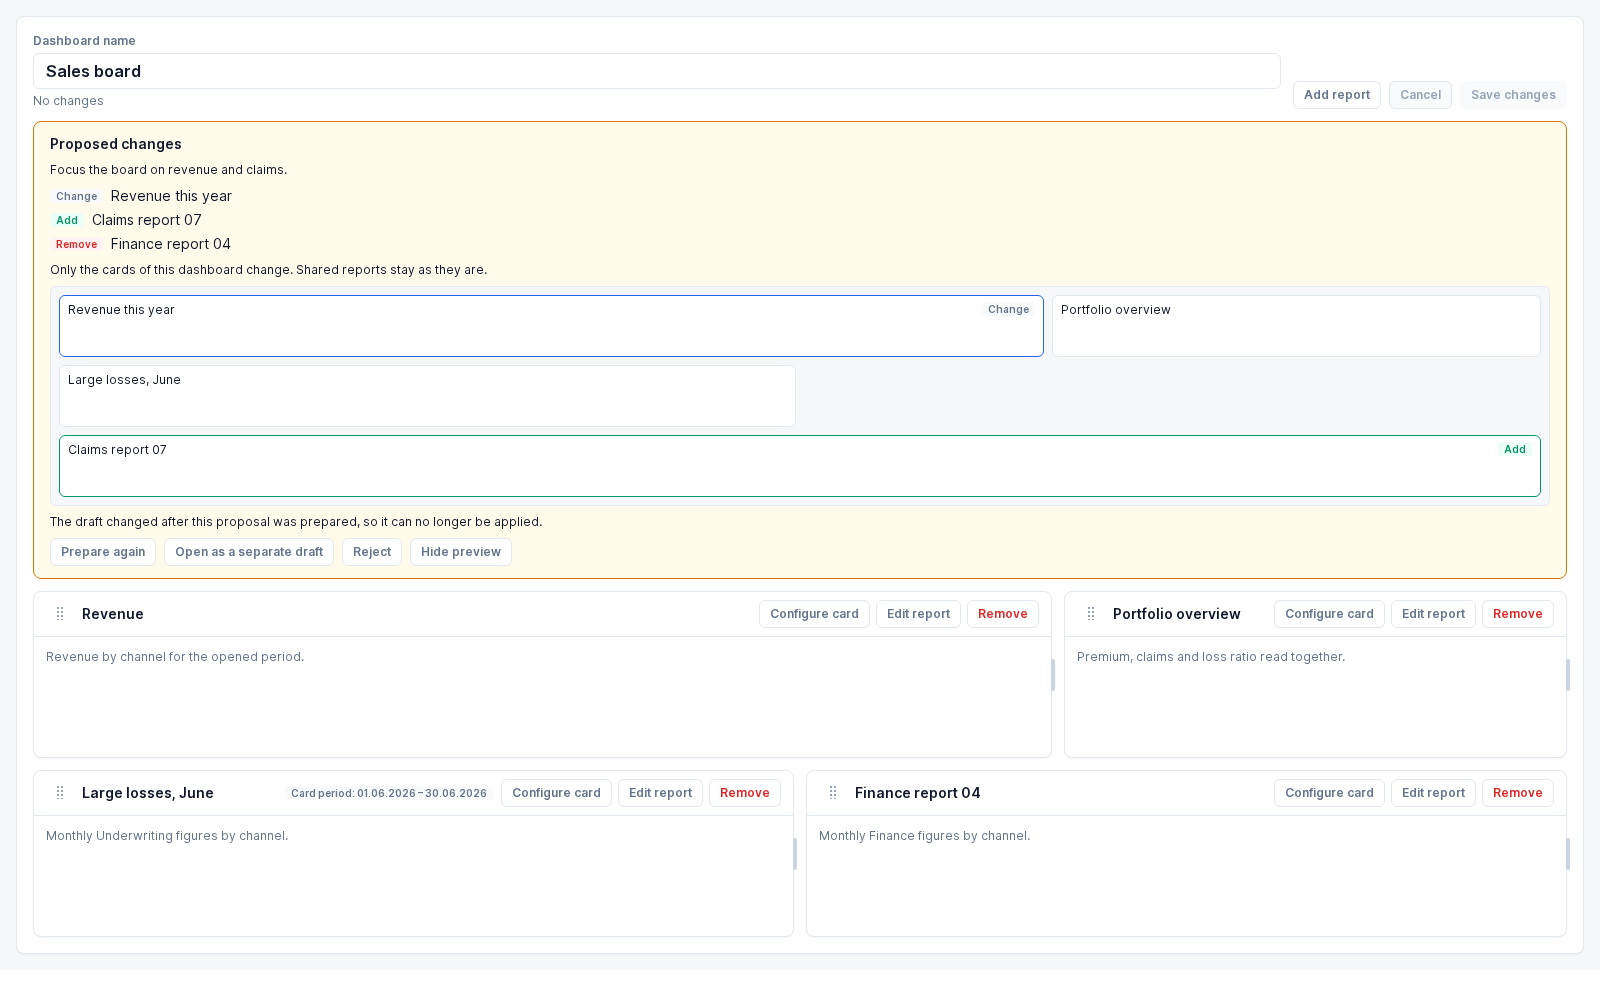 Dashboard name
Sales board
No changes
Add report
Cancel
Save changes
Proposed changes
Focus the board on revenue and claims.
Change Revenue this year
Add Claims report 07
Remove Finance report 04
Only the cards of this dashboard change. Shared reports stay as they are.
Revenue this year Change
Portfolio overview
Large losses, June
Claims report 07 Add
The draft changed after this proposal was prepared, so it can no longer be applied.
Prepare again Open as a separate draft Reject Hide preview
Revenue Configure card Edit report Remove
Revenue by channel for the opened period.
Portfolio overview Configure card Edit report Remove
Premium, claims and loss ratio read together.
Large losses, June Card period: 01.06.2026–30.06.2026 Configure card Edit report Remove
Monthly Underwriting figures by channel.
Finance report 04 Configure card Edit report Remove
Monthly Finance figures by channel.